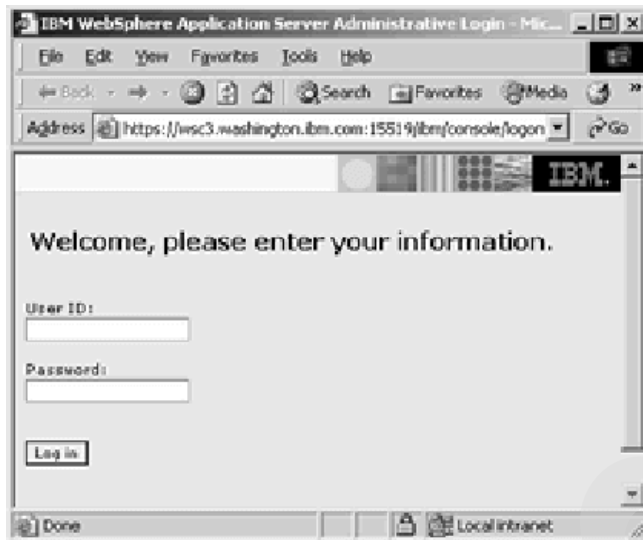 IBM WebSphere Application Server Administrative Login - Mic...
File Edit View Favorites Tools Help
Back Search Favorites Media »
Address https://wsc3.washington.ibm.com:15519/ibm/console/logon Go
IBM.
Welcome, please enter your information.
User ID:
Password:
Log in
Done Local intranet